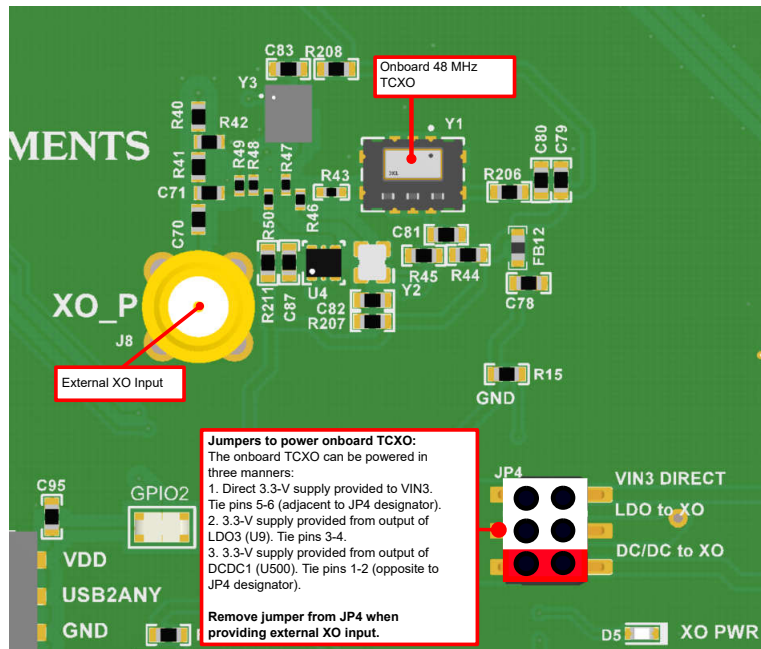 C83 R208
Onboard 48 MHz
TCXO
Y3
R40
R42
Y1
MENTS
R41
R49
R48
R47
C80
C79
R206
C71
R43
R50
R46
C70
C81
FB12
R45
R44
U4
Y2
XO_P
R211
C87
C82
R207
C78
J8
External XO Input
R15
GND
Jumpers to power onboard TCXO:
The onboard TCXO can be powered in
three manners:
1. Direct 3.3-V supply provided to VIN3.
Tie pins 5-6 (adjacent to JP4 designator).
2. 3.3-V supply provided from output of
LDO3 (U9). Tie pins 3-4.
3. 3.3-V supply provided from output of
DCDC1 (U500). Tie pins 1-2 (opposite to
JP4 designator).
Remove jumper from JP4 when
providing external XO input.
JP4
VIN3 DIRECT
LDO to XO
DC/DC to XO
C95
GPIO2
VDD
USB2ANY
GND
D5
XO PWR